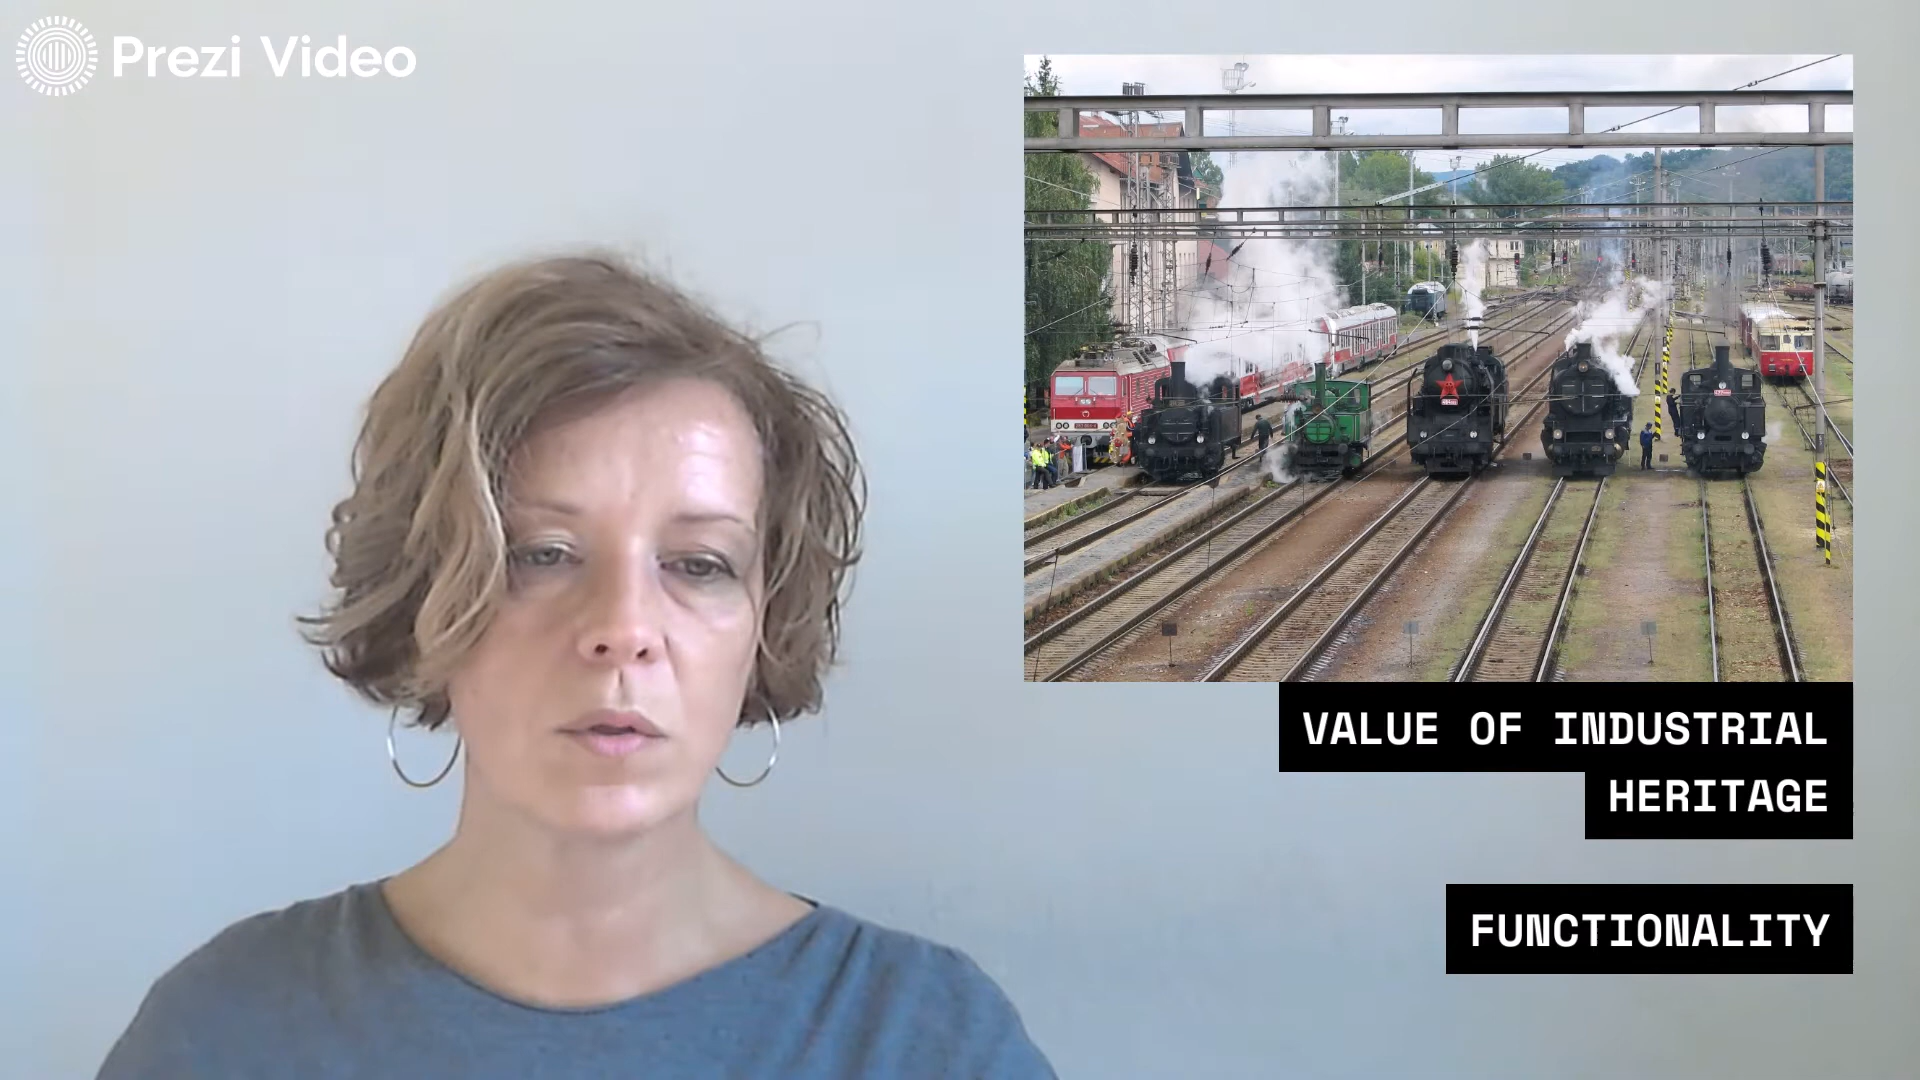 Prezi Video
VALUE OF INDUSTRIAL
HERITAGE
FUNCTIONALITY